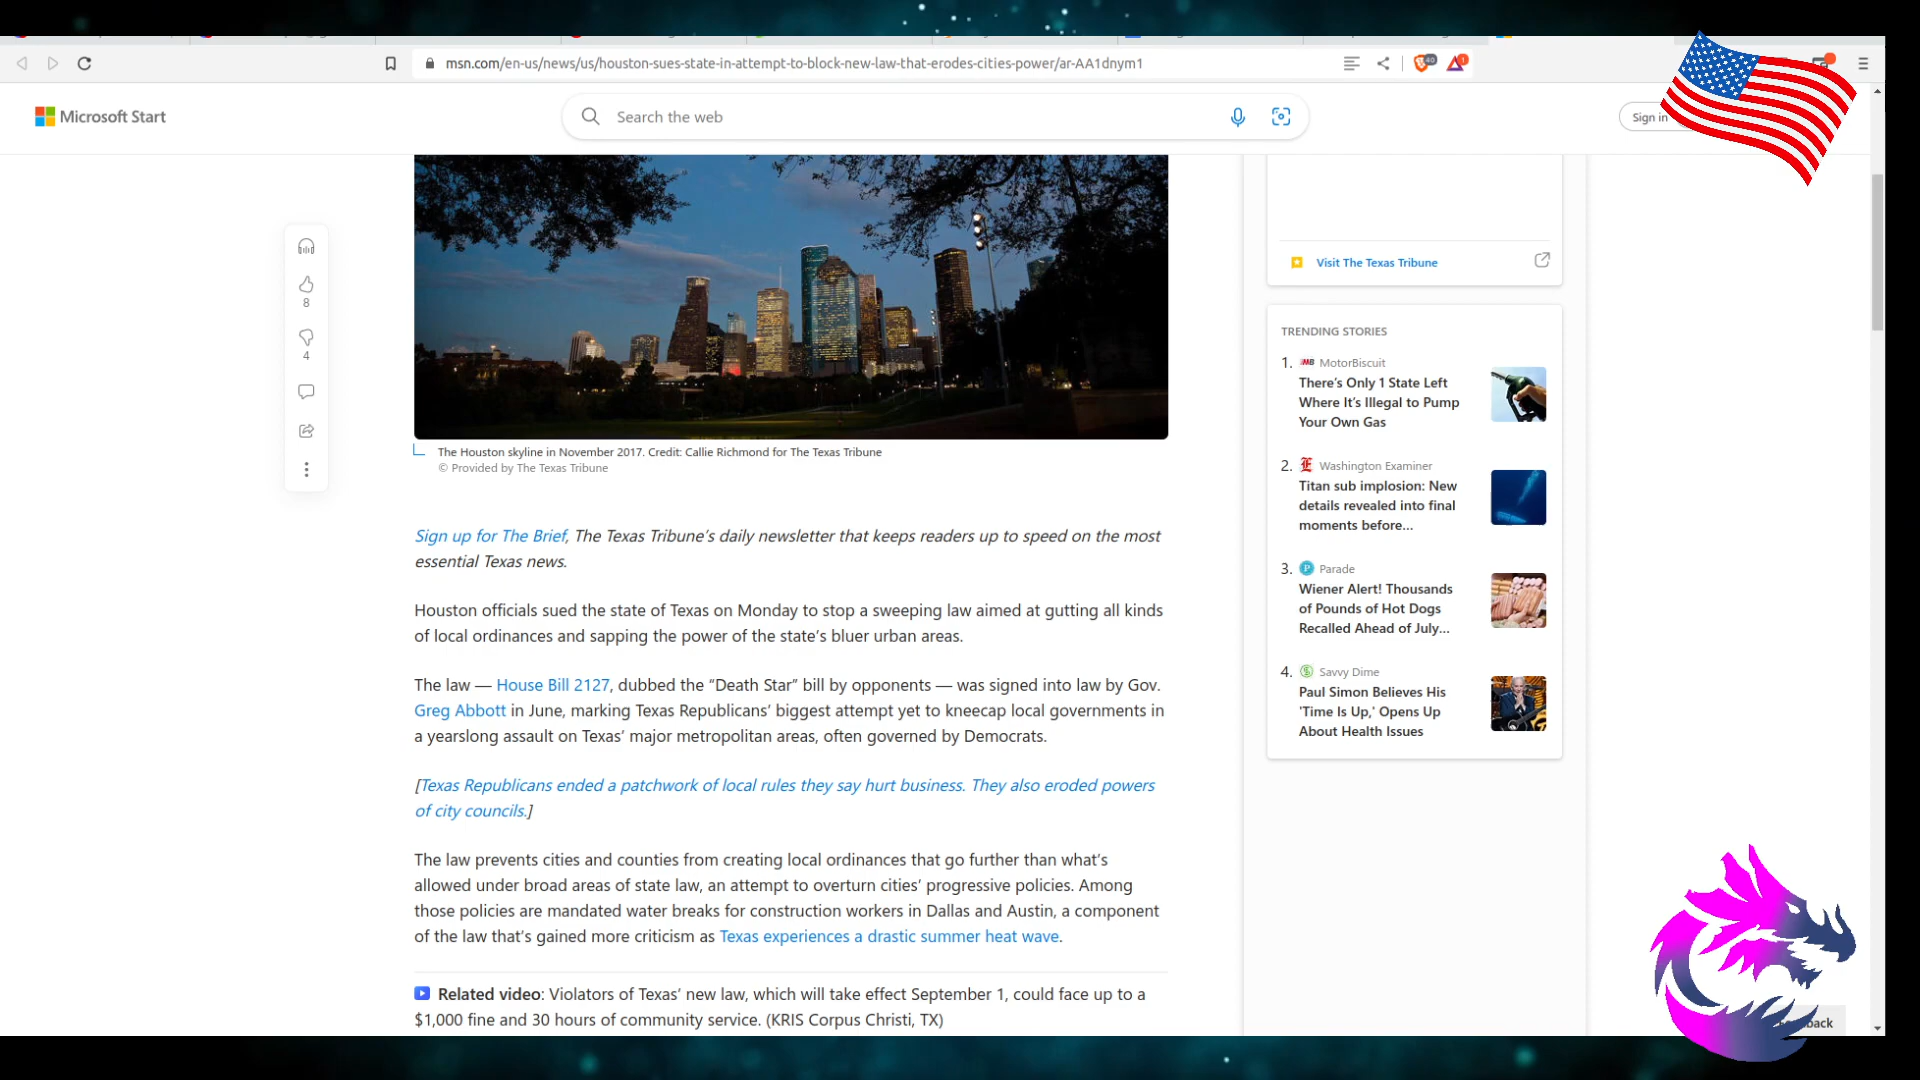 msn.com/en-us/news/us/houston-sues-state-in-attempt-to-block-new-law-that-erodes-cities-power/ar-AA1dnym1
Microsoft Start
Search the web
Sign in
8
4
The Houston skyline in November 2017. Credit: Callie Richmond for The Texas Tribune
© Provided by The Texas Tribune
Sign up for The Brief, The Texas Tribune’s daily newsletter that keeps readers up to speed on the most
essential Texas news.
Houston officials sued the state of Texas on Monday to stop a sweeping law aimed at gutting all kinds
of local ordinances and sapping the power of the state’s bluer urban areas.
The law — House Bill 2127, dubbed the “Death Star” bill by opponents — was signed into law by Gov.
Greg Abbott in June, marking Texas Republicans’ biggest attempt yet to kneecap local governments in
a yearslong assault on Texas’ major metropolitan areas, often governed by Democrats.
[Texas Republicans ended a patchwork of local rules they say hurt business. They also eroded powers
of city councils.]
The law prevents cities and counties from creating local ordinances that go further than what’s
allowed under broad areas of state law, an attempt to overturn cities’ progressive policies. Among
those policies are mandated water breaks for construction workers in Dallas and Austin, a component
of the law that’s gained more criticism as Texas experiences a drastic summer heat wave.
Related video: Violators of Texas’ new law, which will take effect September 1, could face up to a
$1,000 fine and 30 hours of community service. (KRIS Corpus Christi, TX)
Visit The Texas Tribune
TRENDING STORIES
1. MB MotorBiscuit
There’s Only 1 State Left
Where It’s Illegal to Pump
Your Own Gas
2. E Washington Examiner
Titan sub implosion: New
details revealed into final
moments before...
3. P Parade
Wiener Alert! Thousands
of Pounds of Hot Dogs
Recalled Ahead of July...
4. Savvy Dime
Paul Simon Believes His
'Time Is Up,' Opens Up
About Health Issues